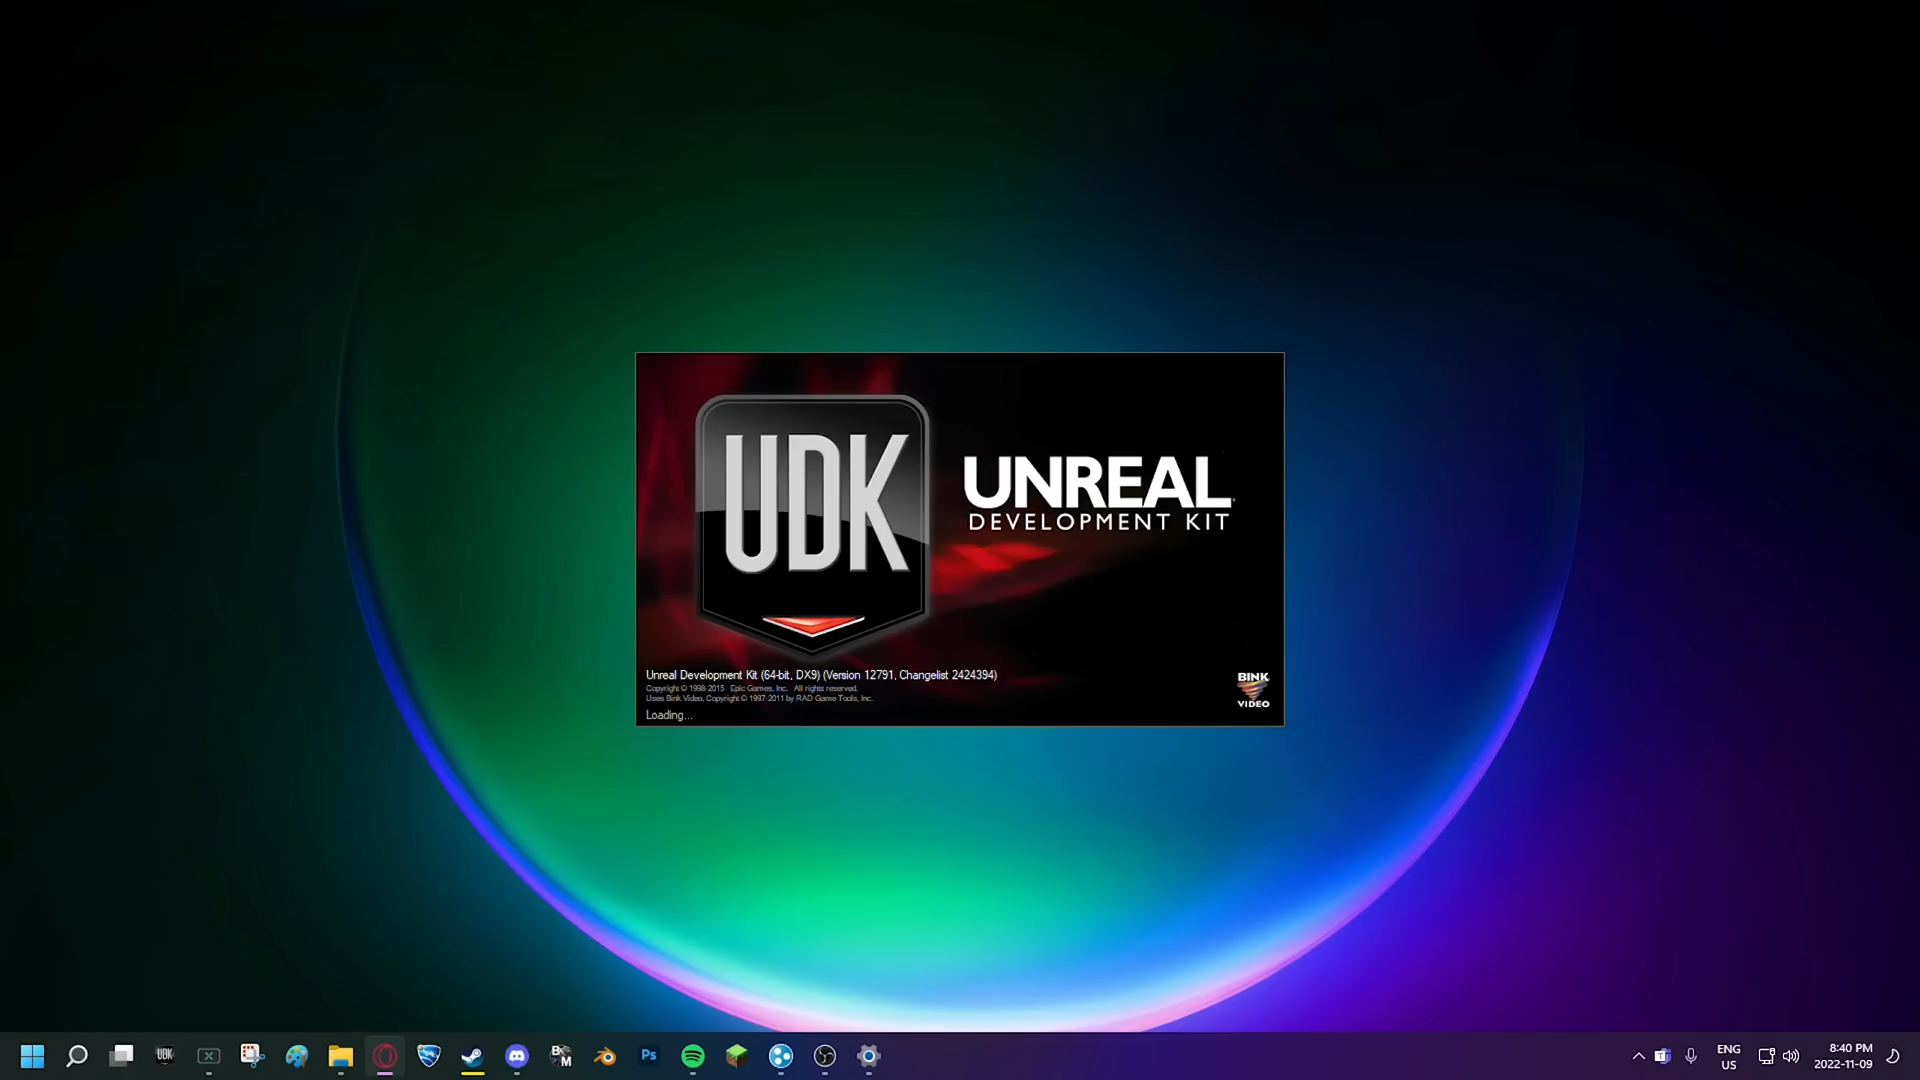 UDK
UNREAL
DEVELOPMENT KIT
Unreal Development Kit (64-bit, DX9) (Version 12791, Changelist 2424394)
Copyright © 1998-2015 Epic Games, Inc. All rights reserved.
Uses Bink Video, Copyright © 1997-2011 by RAD Game Tools, Inc.
Loading...
BINK
VIDEO
UDK
Ps
ENG
US
8:40 PM
2022-11-09